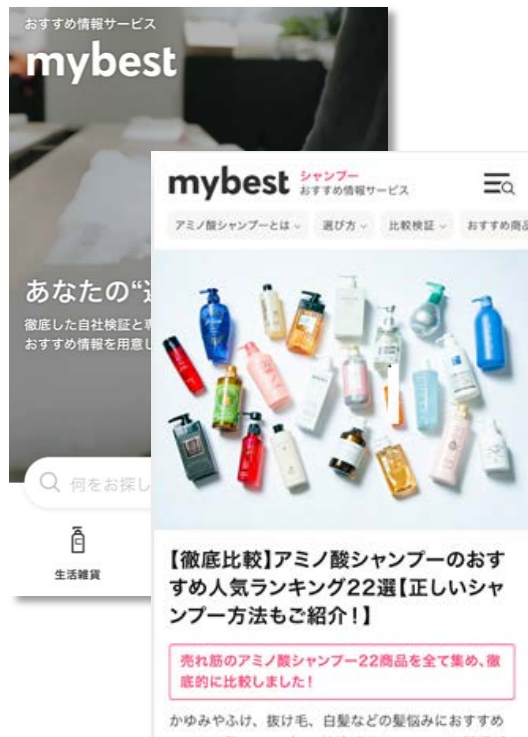 おすすめ情報サービス
mybest
あなたの“
徹底した自社検証と
おすすめ情報を用意し
何をお探し
生活雑貨
mybest シャンプー
おすすめ情報サービス
アミノ酸シャンプーとは 選び方 比較検証 おすすめ商品
【徹底比較】アミノ酸シャンプーのおす
すめ人気ランキング22選【正しいシャ
ンプー方法もご紹介！】
売れ筋のアミノ酸シャンプー22商品を全て集め、徹
底的に比較しました！
かゆみやふけ、抜け毛、白髪などの髪悩みにおすすめ